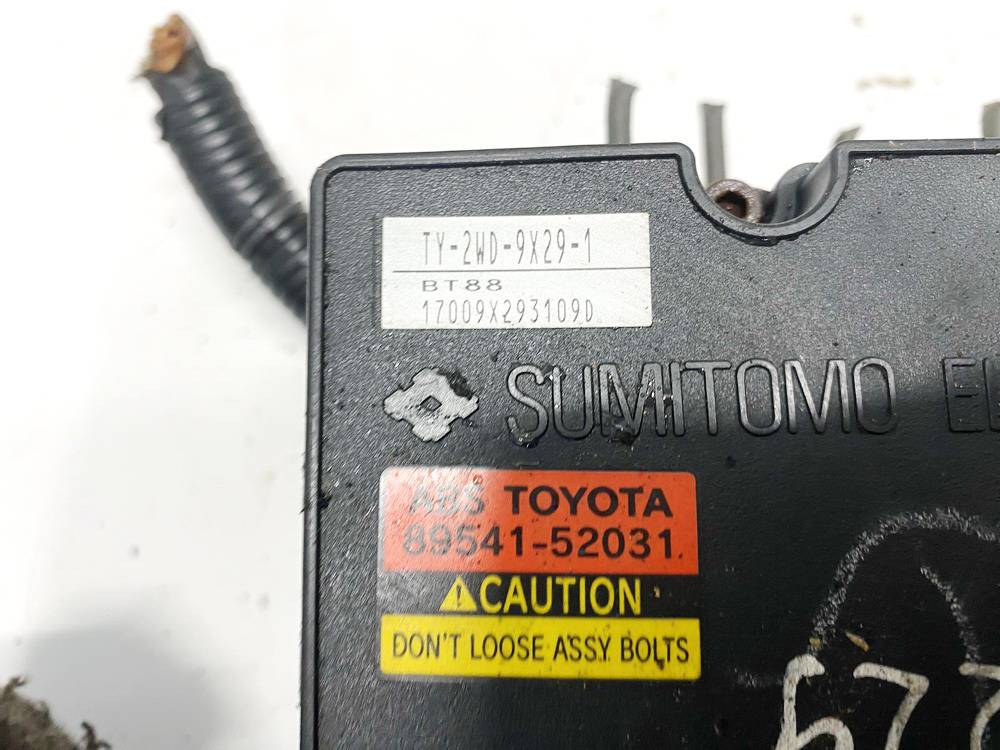 TY-2WD-9X29-1
BT88
17009X293109D
SUMITOMO
ABS TOYOTA
89541-52031
CAUTION
DON'T LOOSE ASSY BOLTS